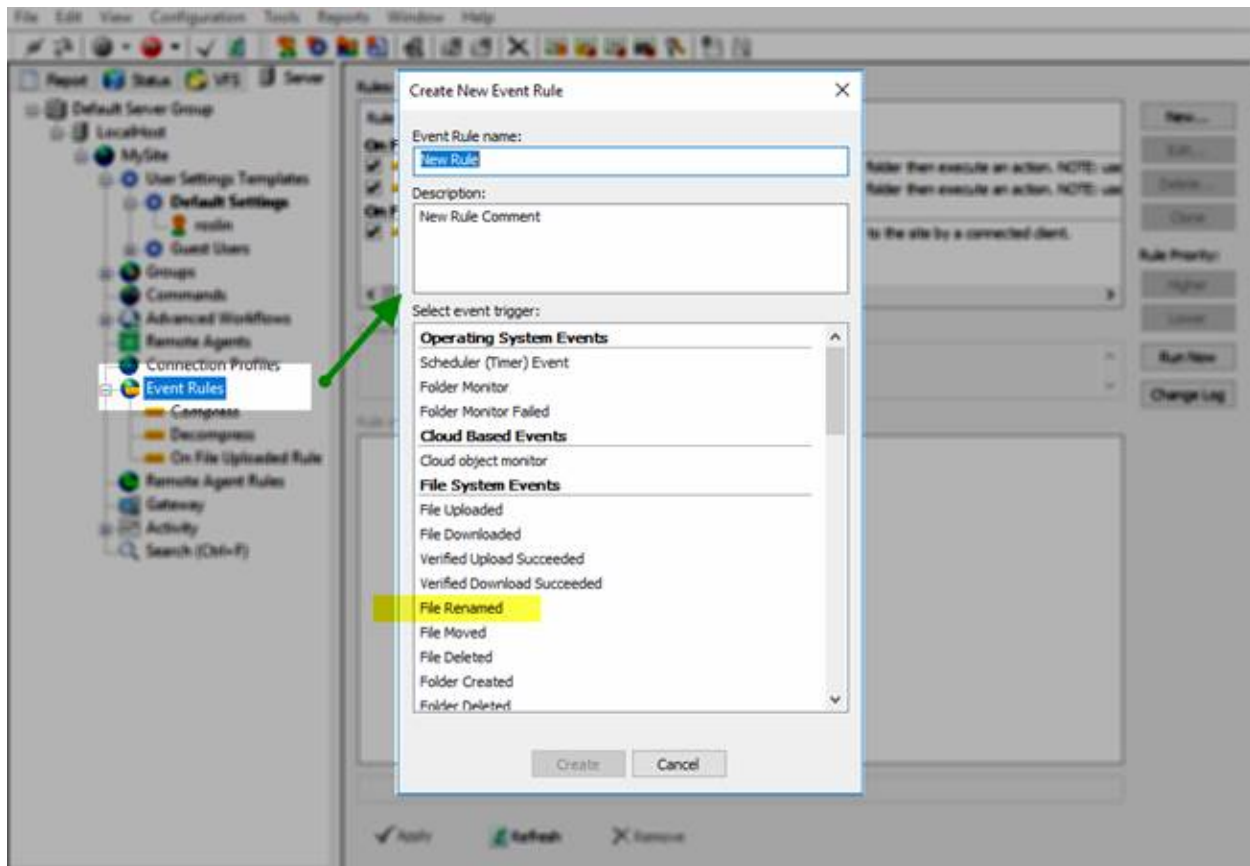 File Edit View Configuration Tools Reports Window Help
Report Status VFS Server
Default Server Group
LocalHost
MySite
User Settings Templates
Default Settings
Guest Users
Groups
Commands
Advanced Workflows
Remote Agents
Connection Profiles
Event Rules
Compress
Decompress
On File Uploaded Rule
Remote Agent Rules
Gateway
Activity
Search (Ctrl+F)
Create New Event Rule
Event Rule name:
New Rule
Description:
New Rule Comment
Select event trigger:
Operating System Events
Scheduler (Timer) Event
Folder Monitor
Folder Monitor Failed
Cloud Based Events
Cloud object monitor
File System Events
File Uploaded
File Downloaded
Verified Upload Succeeded
Verified Download Succeeded
File Renamed
File Moved
File Deleted
Folder Created
Folder Deleted
Create Cancel
Rules
Rule
On F
folder then execute an action. NOTE: use
folder then execute an action. NOTE: use
On F
to the site by a connected client.
New...
Edit...
Delete...
Clone
Rule Priority:
Higher
Lower
Run Now
Change Log
Apply Refresh Remove